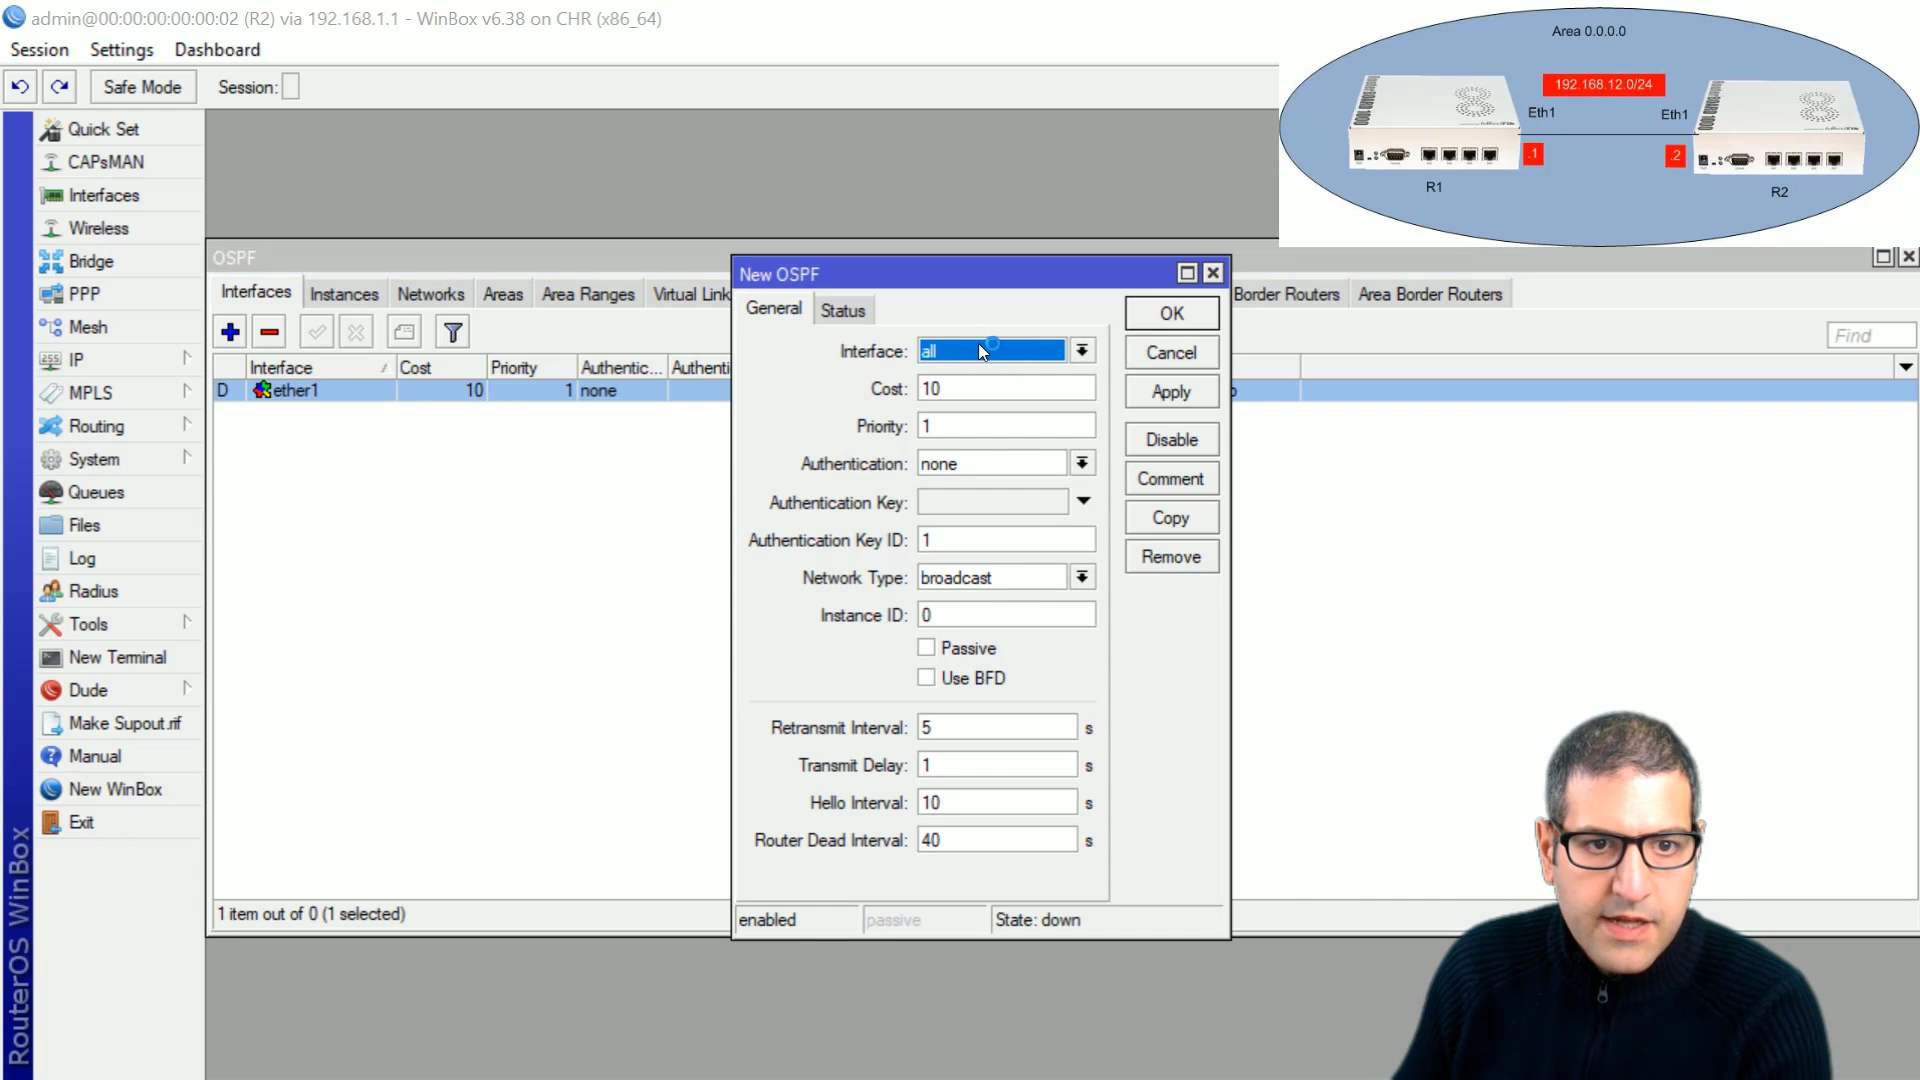 admin@00:00:00:00:00:02 (R2) via 192.168.1.1 - WinBox v6.38 on CHR (x86_64)
Session Settings Dashboard
Safe Mode Session:
Area 0.0.0.0
192.168.12.0/24
Eth1 Eth1
.1 .2
R1 R2
Quick Set
CAPsMAN
Interfaces
Wireless
Bridge
PPP
Mesh
IP
MPLS
Routing
System
Queues
Files
Log
Radius
Tools
New Terminal
Dude
Make Supout.rif
Manual
New WinBox
Exit
RouterOS WinBox
OSPF
Interfaces Instances Networks Areas Area Ranges Virtual Link
Border Routers Area Border Routers
Find
Interface Cost Priority Authentic... Authenti
D ether1 10 1 none
1 item out of 0 (1 selected)
New OSPF
General Status
Interface: all
Cost: 10
Priority: 1
Authentication: none
Authentication Key:
Authentication Key ID: 1
Network Type: broadcast
Instance ID: 0
Passive
Use BFD
Retransmit Interval: 5 s
Transmit Delay: 1 s
Hello Interval: 10 s
Router Dead Interval: 40 s
OK
Cancel
Apply
Disable
Comment
Copy
Remove
enabled passive State: down